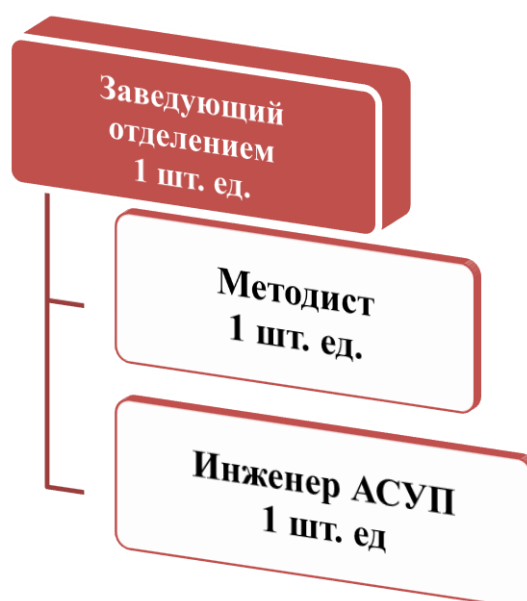 Заведующий
отделением
1 шт. ед.
Методист
1 шт. ед.
Инженер АСУП
1 шт. ед